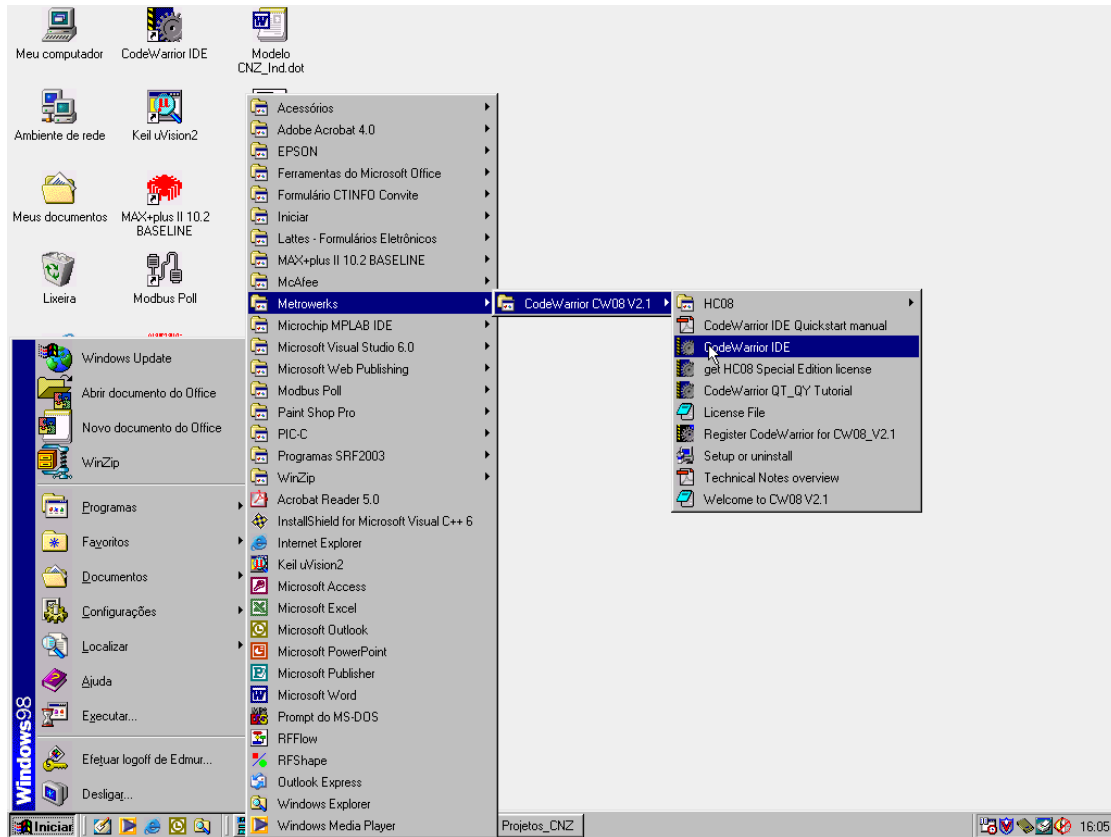 Meu computador
CodeWarrior IDE
Modelo
CNZ_Ind.dot
Ambiente de rede
Keil uVision2
Meus documentos
MAX+plus II 10.2
BASELINE
Lixeira
Modbus Poll
Windows98
Windows Update
Abrir documento do Office
Novo documento do Office
WinZip
Programas
Favoritos
Documentos
Configurações
Localizar
Ajuda
Executar...
Efetuar logoff de Edmur...
Desligar...
Acessórios
Adobe Acrobat 4.0
EPSON
Ferramentas do Microsoft Office
Formulário CTINFO Convite
Iniciar
Lattes - Formulários Eletrônicos
MAX+plus II 10.2 BASELINE
McAfee
Metrowerks
Microchip MPLAB IDE
Microsoft Visual Studio 6.0
Microsoft Web Publishing
Modbus Poll
Paint Shop Pro
PIC-C
Programas SRF2003
WinZip
Acrobat Reader 5.0
InstallShield for Microsoft Visual C++ 6
Internet Explorer
Keil uVision2
Microsoft Access
Microsoft Excel
Microsoft Outlook
Microsoft PowerPoint
Microsoft Publisher
Microsoft Word
Prompt do MS-DOS
RFFlow
RFShape
Outlook Express
Windows Explorer
Windows Media Player
CodeWarrior CW08 V2.1
HC08
CodeWarrior IDE Quickstart manual
CodeWarrior IDE
get HC08 Special Edition license
CodeWarrior QT_QY Tutorial
License File
Register CodeWarrior for CW08_V2.1
Setup or uninstall
Technical Notes overview
Welcome to CW08 V2.1
Iniciar
Projetos_CNZ
16:05